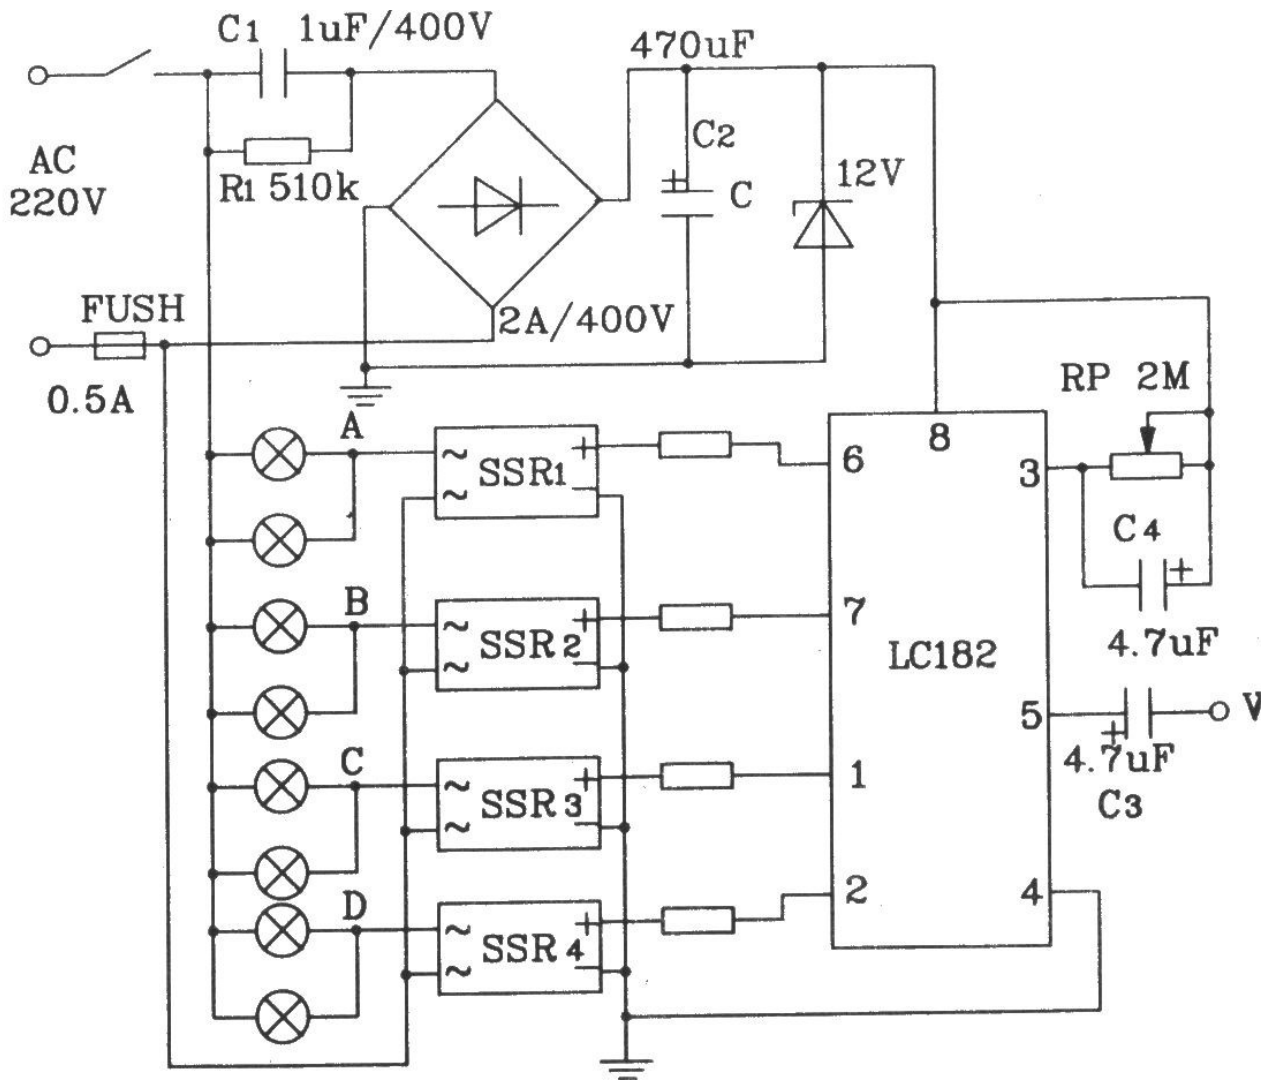 C1 1uF/400V
470uF
C2
+ C
12V
AC
220V
R1 510k
FUSH
0.5A
2A/400V
RP 2M
A
~ SSR1 +
~ −
6
8
3
C4
+
4.7uF
B
~ SSR2 +
~ −
7
LC182
5
+
V
4.7uF
C3
C
~ SSR3 +
~ −
1
D
~ SSR4 +
~ −
2
4